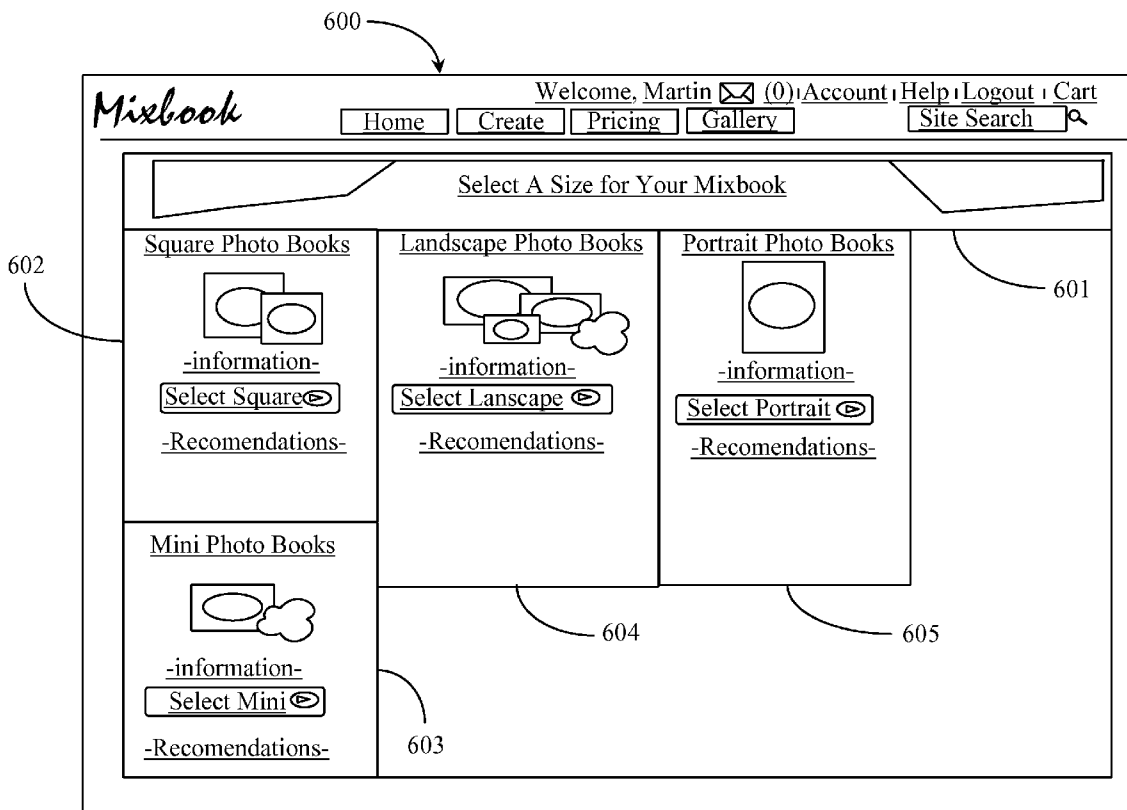 600
Mixbook
Welcome, Martin (0) Account Help Logout Cart
Home Create Pricing Gallery Site Search
Select A Size for Your Mixbook
601
602
Square Photo Books
-information-
Select Square
-Recomendations-
Landscape Photo Books
-information-
Select Lanscape
-Recomendations-
604
Portrait Photo Books
-information-
Select Portrait
-Recomendations-
605
Mini Photo Books
-information-
Select Mini
-Recomendations-
603